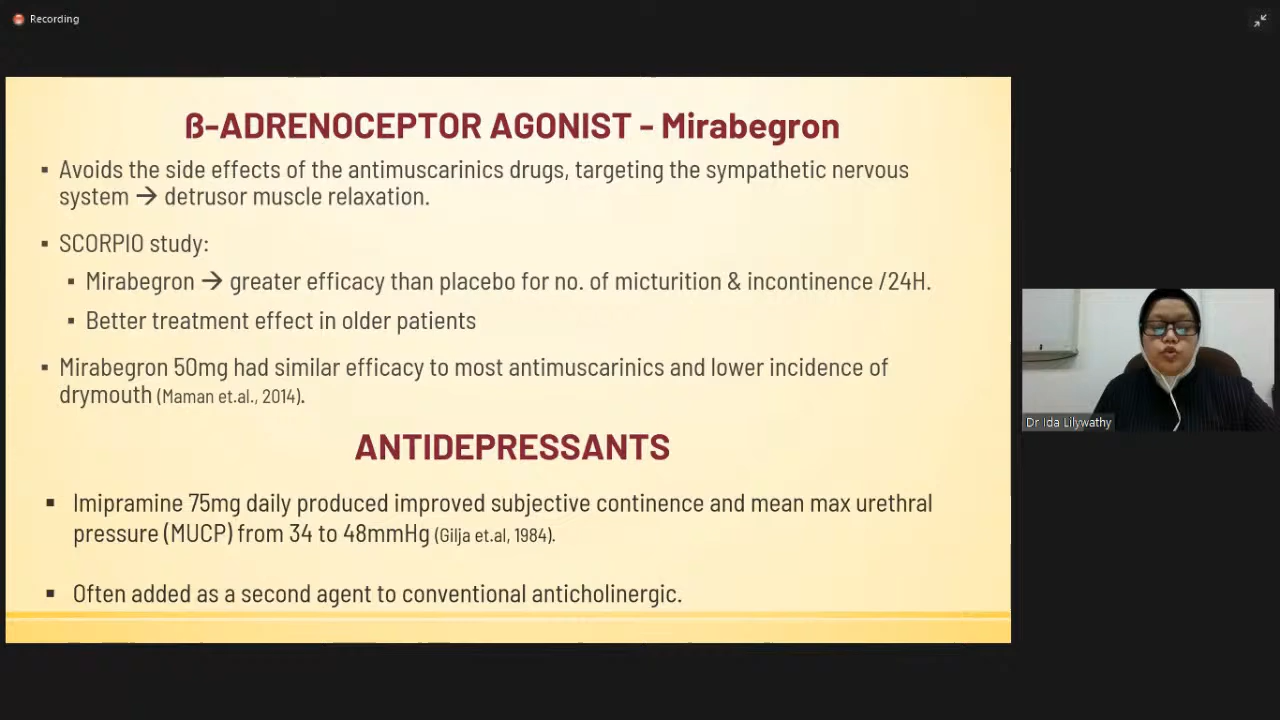 Recording
ß-ADRENOCEPTOR AGONIST - Mirabegron
▪ Avoids the side effects of the antimuscarinics drugs, targeting the sympathetic nervous
system → detrusor muscle relaxation.
▪ SCORPIO study:
▪ Mirabegron → greater efficacy than placebo for no. of micturition & incontinence /24H.
▪ Better treatment effect in older patients
▪ Mirabegron 50mg had similar efficacy to most antimuscarinics and lower incidence of
drymouth (Maman et.al., 2014).
ANTIDEPRESSANTS
▪ Imipramine 75mg daily produced improved subjective continence and mean max urethral
pressure (MUCP) from 34 to 48mmHg (Gilja et.al, 1984).
▪ Often added as a second agent to conventional anticholinergic.
Dr Ida Lilywathy